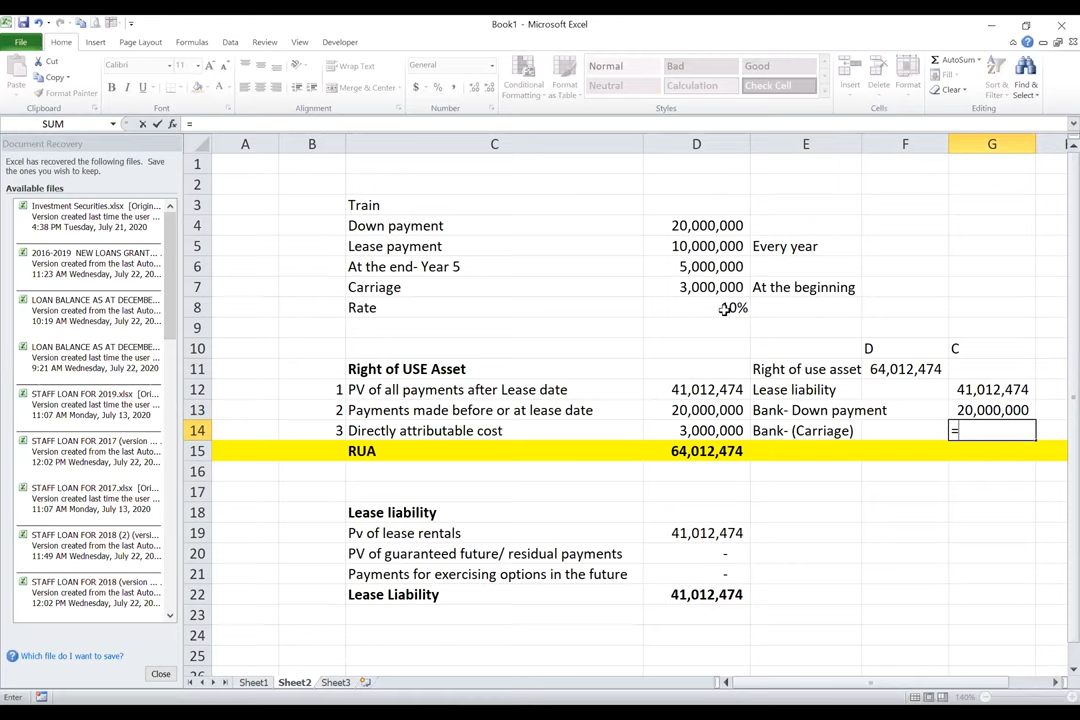 Book1 - Microsoft Excel
File Home Insert Page Layout Formulas Data Review View Developer
Cut
Copy
Format Painter
Paste
Clipboard
Calibri 11
Font
Wrap Text
Merge & Center
Alignment
General
Number
Conditional Formatting
Format as Table
Normal Bad Good
Neutral Calculation Check Cell
Styles
Insert Delete Format
Cells
AutoSum
Fill
Clear
Sort & Filter
Find & Select
Editing
SUM =
Document Recovery
Excel has recovered the following files. Save
the ones you wish to keep.
Available files
Investment Securities.xlsx [Origin...
Version created last time the user ...
4:38 PM Tuesday, July 21, 2020
2016-2019 NEW LOANS GRANT...
Version created from the last Auto...
11:23 AM Wednesday, July 22, 20...
LOAN BALANCE AS AT DECEMBE...
Version created from the last Auto...
10:19 AM Wednesday, July 22, 20...
LOAN BALANCE AS AT DECEMBE...
Version created from the last Auto...
9:21 AM Wednesday, July 22, 20...
STAFF LOAN FOR 2019.xlsx [Ori...
Version created from the last Auto...
11:07 AM Monday, July 13, 2020
STAFF LOAN FOR 2017 (version ...
Version created from the last Auto...
12:02 PM Wednesday, July 22, 20...
STAFF LOAN FOR 2017.xlsx [Ori...
Version created from the last Auto...
11:07 AM Monday, July 13, 2020
STAFF LOAN FOR 2018 (2) (versi...
Version created from the last Auto...
11:49 AM Wednesday, July 22, 20...
STAFF LOAN FOR 2018 (version ...
Version created from the last Auto...
12:02 PM Wednesday, July 22, 20...
Which file do I want to save?
Close
A B C D E F G
1
2
3 Train
4 Down payment 20,000,000
5 Lease payment 10,000,000 Every year
6 At the end- Year 5 5,000,000
7 Carriage 3,000,000 At the beginning
8 Rate 10%
9
10 D C
11 Right of USE Asset Right of use asset 64,012,474
12 1 PV of all payments after Lease date 41,012,474 Lease liability 41,012,474
13 2 Payments made before or at lease date 20,000,000 Bank- Down payment 20,000,000
14 3 Directly attributable cost 3,000,000 Bank- (Carriage) =
15 RUA 64,012,474
16
17
18 Lease liability
19 Pv of lease rentals 41,012,474
20 PV of guaranteed future/ residual payments -
21 Payments for exercising options in the future -
22 Lease Liability 41,012,474
23
24
25
26
Sheet1 Sheet2 Sheet3
Enter 140%